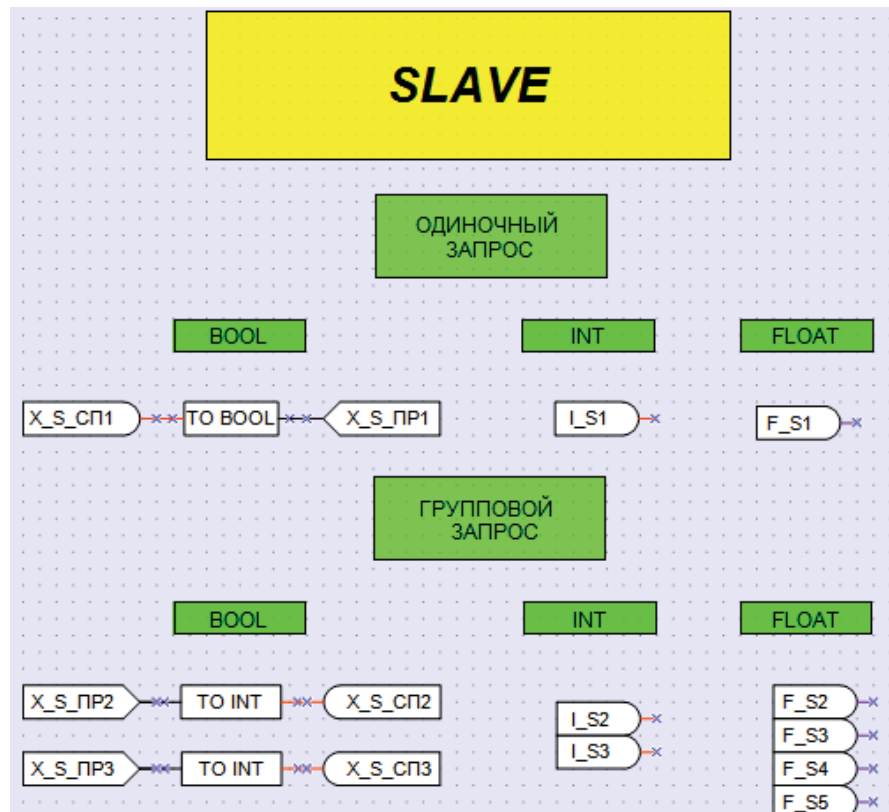 SLAVE
ОДИНОЧНЫЙ
ЗАПРОС
BOOL INT FLOAT
X_S_СП1 TO BOOL X_S_ПР1 I_S1 F_S1
ГРУППОВОЙ
ЗАПРОС
BOOL INT FLOAT
X_S_ПР2 TO INT X_S_СП2 I_S2 F_S2
I_S3 F_S3
X_S_ПР3 TO INT X_S_СП3 F_S4
F_S5